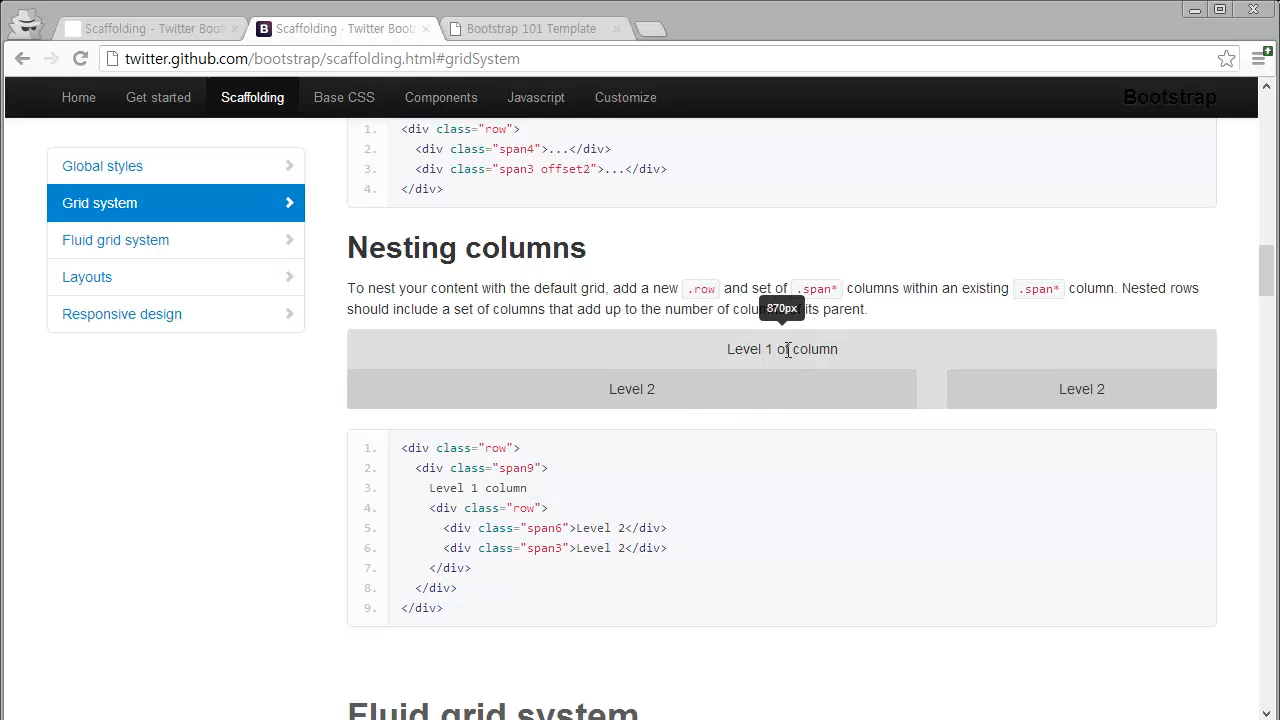 Scaffolding - Twitter Boot
Scaffolding - Twitter Boot
Bootstrap 101 Template
twitter.github.com/bootstrap/scaffolding.html#gridSystem
Home Get started Scaffolding Base CSS Components Javascript Customize Bootstrap
Global styles
Grid system
Fluid grid system
Layouts
Responsive design
1. <div class="row">
2. <div class="span4">...</div>
3. <div class="span3 offset2">...</div>
4. </div>
Nesting columns
To nest your content with the default grid, add a new .row and set of .span* columns within an existing .span* column. Nested rows
should include a set of columns that add up to the number of its parent.
870px
Level 1 of column
Level 2 Level 2
1. <div class="row">
2. <div class="span9">
3. Level 1 column
4. <div class="row">
5. <div class="span6">Level 2</div>
6. <div class="span3">Level 2</div>
7. </div>
8. </div>
9. </div>
Fluid grid system